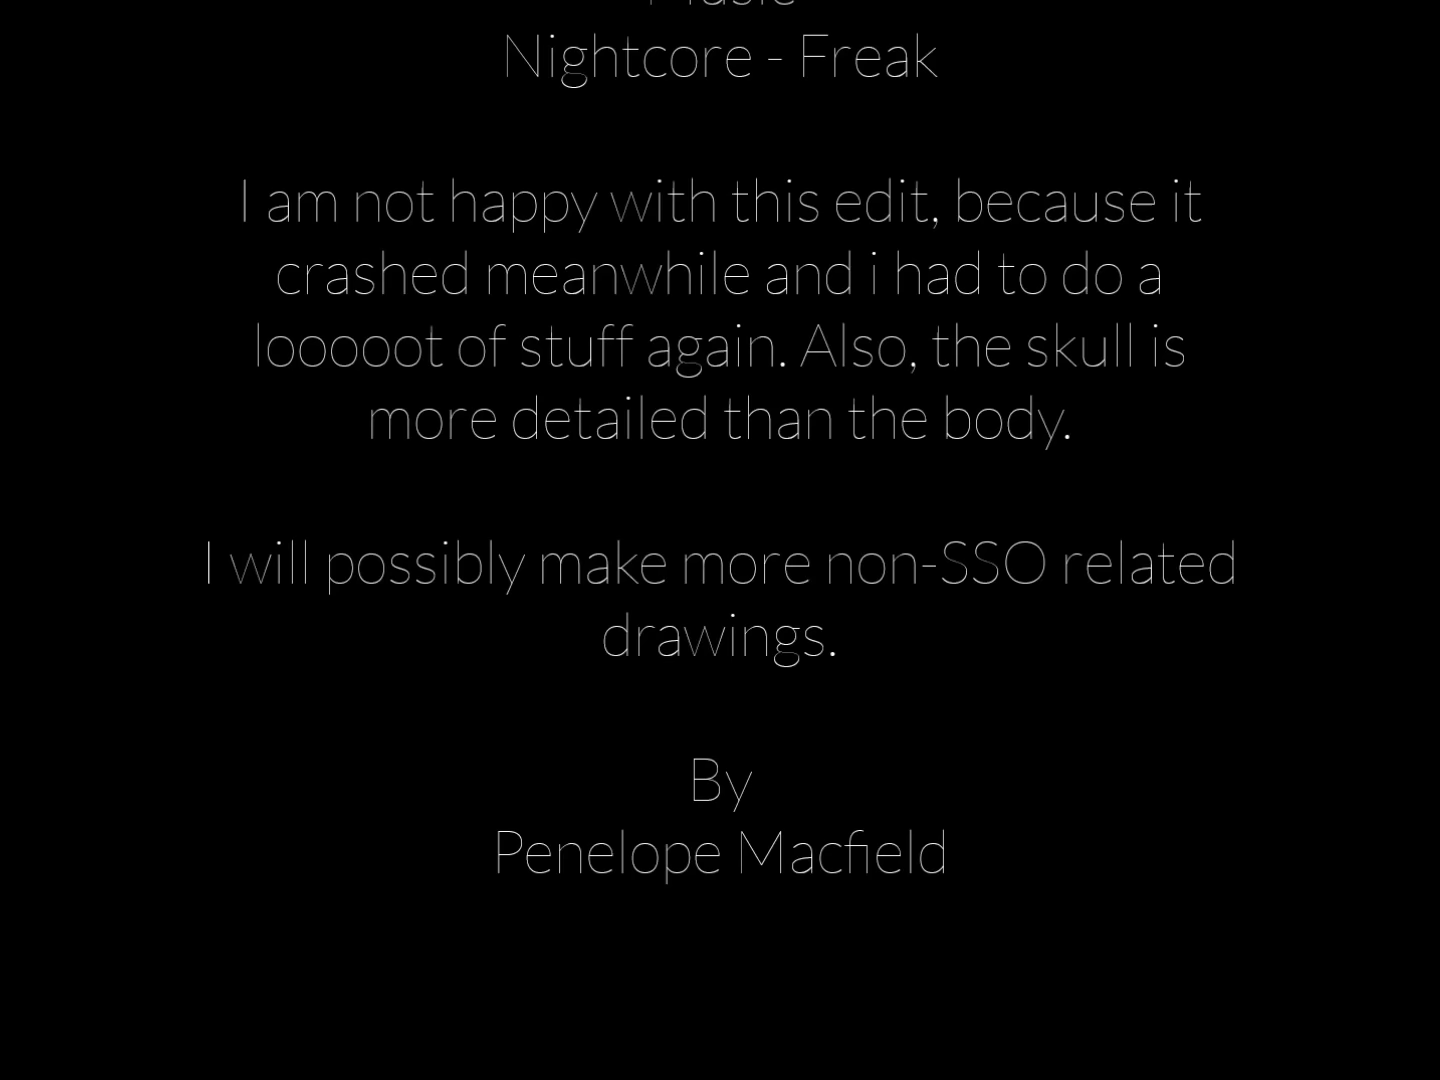 Music
Nightcore - Freak
I am not happy with this edit, because it
crashed meanwhile and i had to do a
looooot of stuff again. Also, the skull is
more detailed than the body.
I will possibly make more non-SSO related
drawings.
By
Penelope Macfield